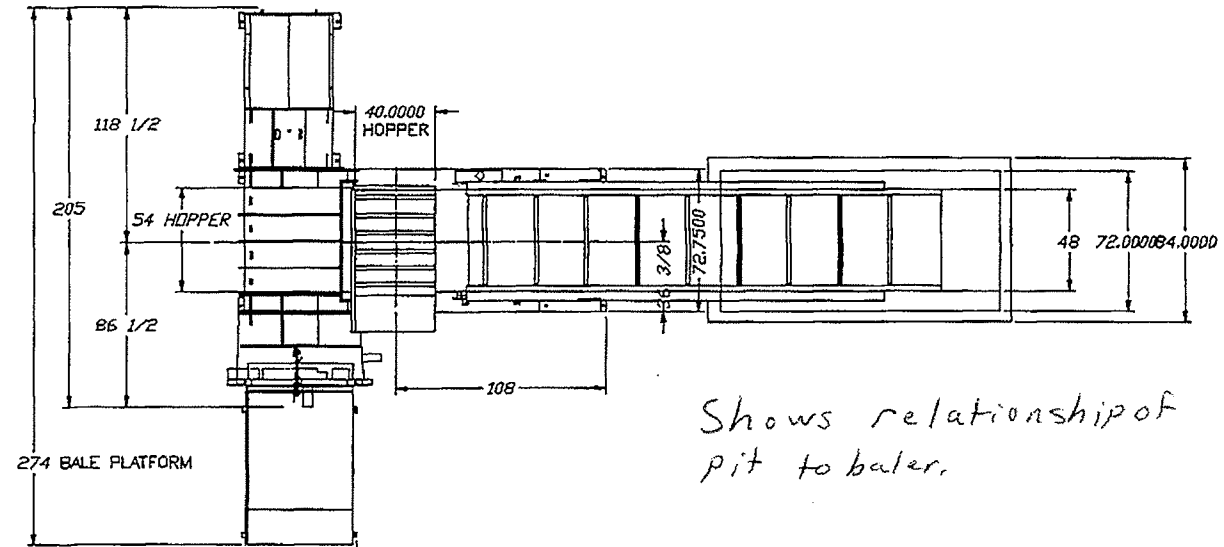 118 1/2
40.0000
HOPPER
205
54 HOPPER
36 3/8
72.7500
48
72.0000
84.0000
86 1/2
108
274 BALE PLATFORM
Shows relationship of
pit to baler.